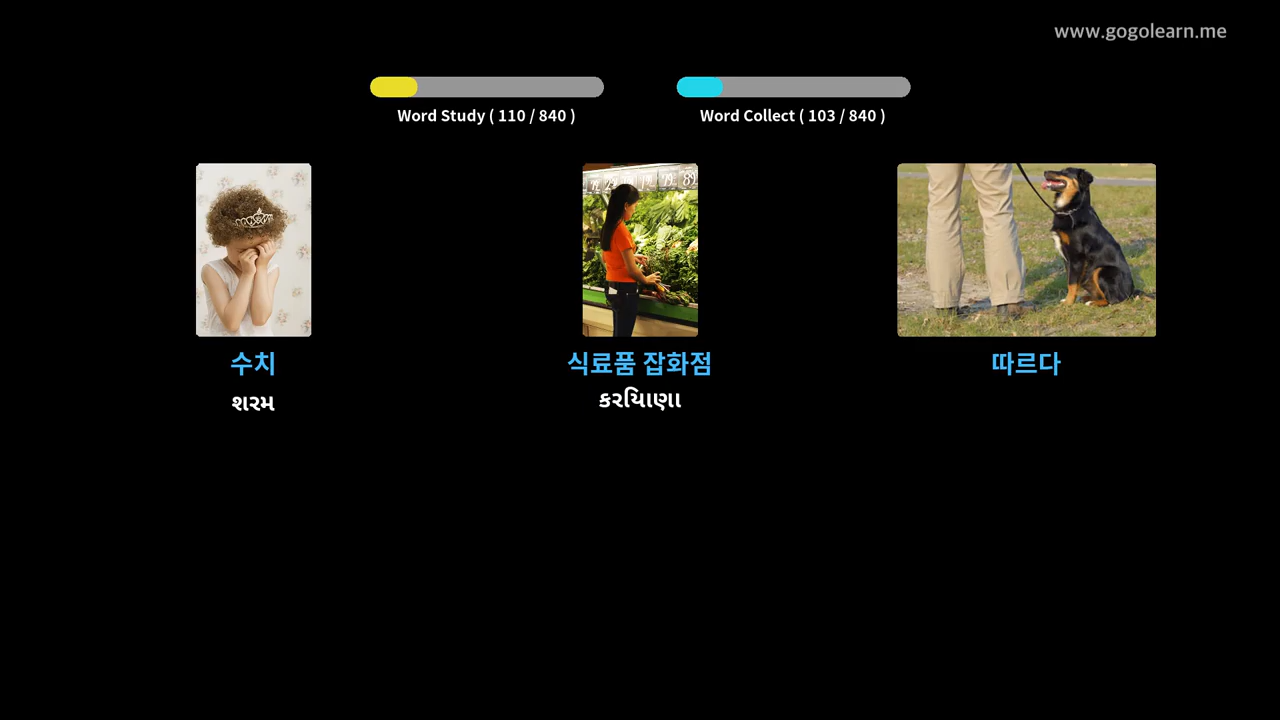 www.gogolearn.me
Word Study ( 110 / 840 )
Word Collect ( 103 / 840 )
수치
식료품 잡화점
따르다
શરમ
કરિયાણા